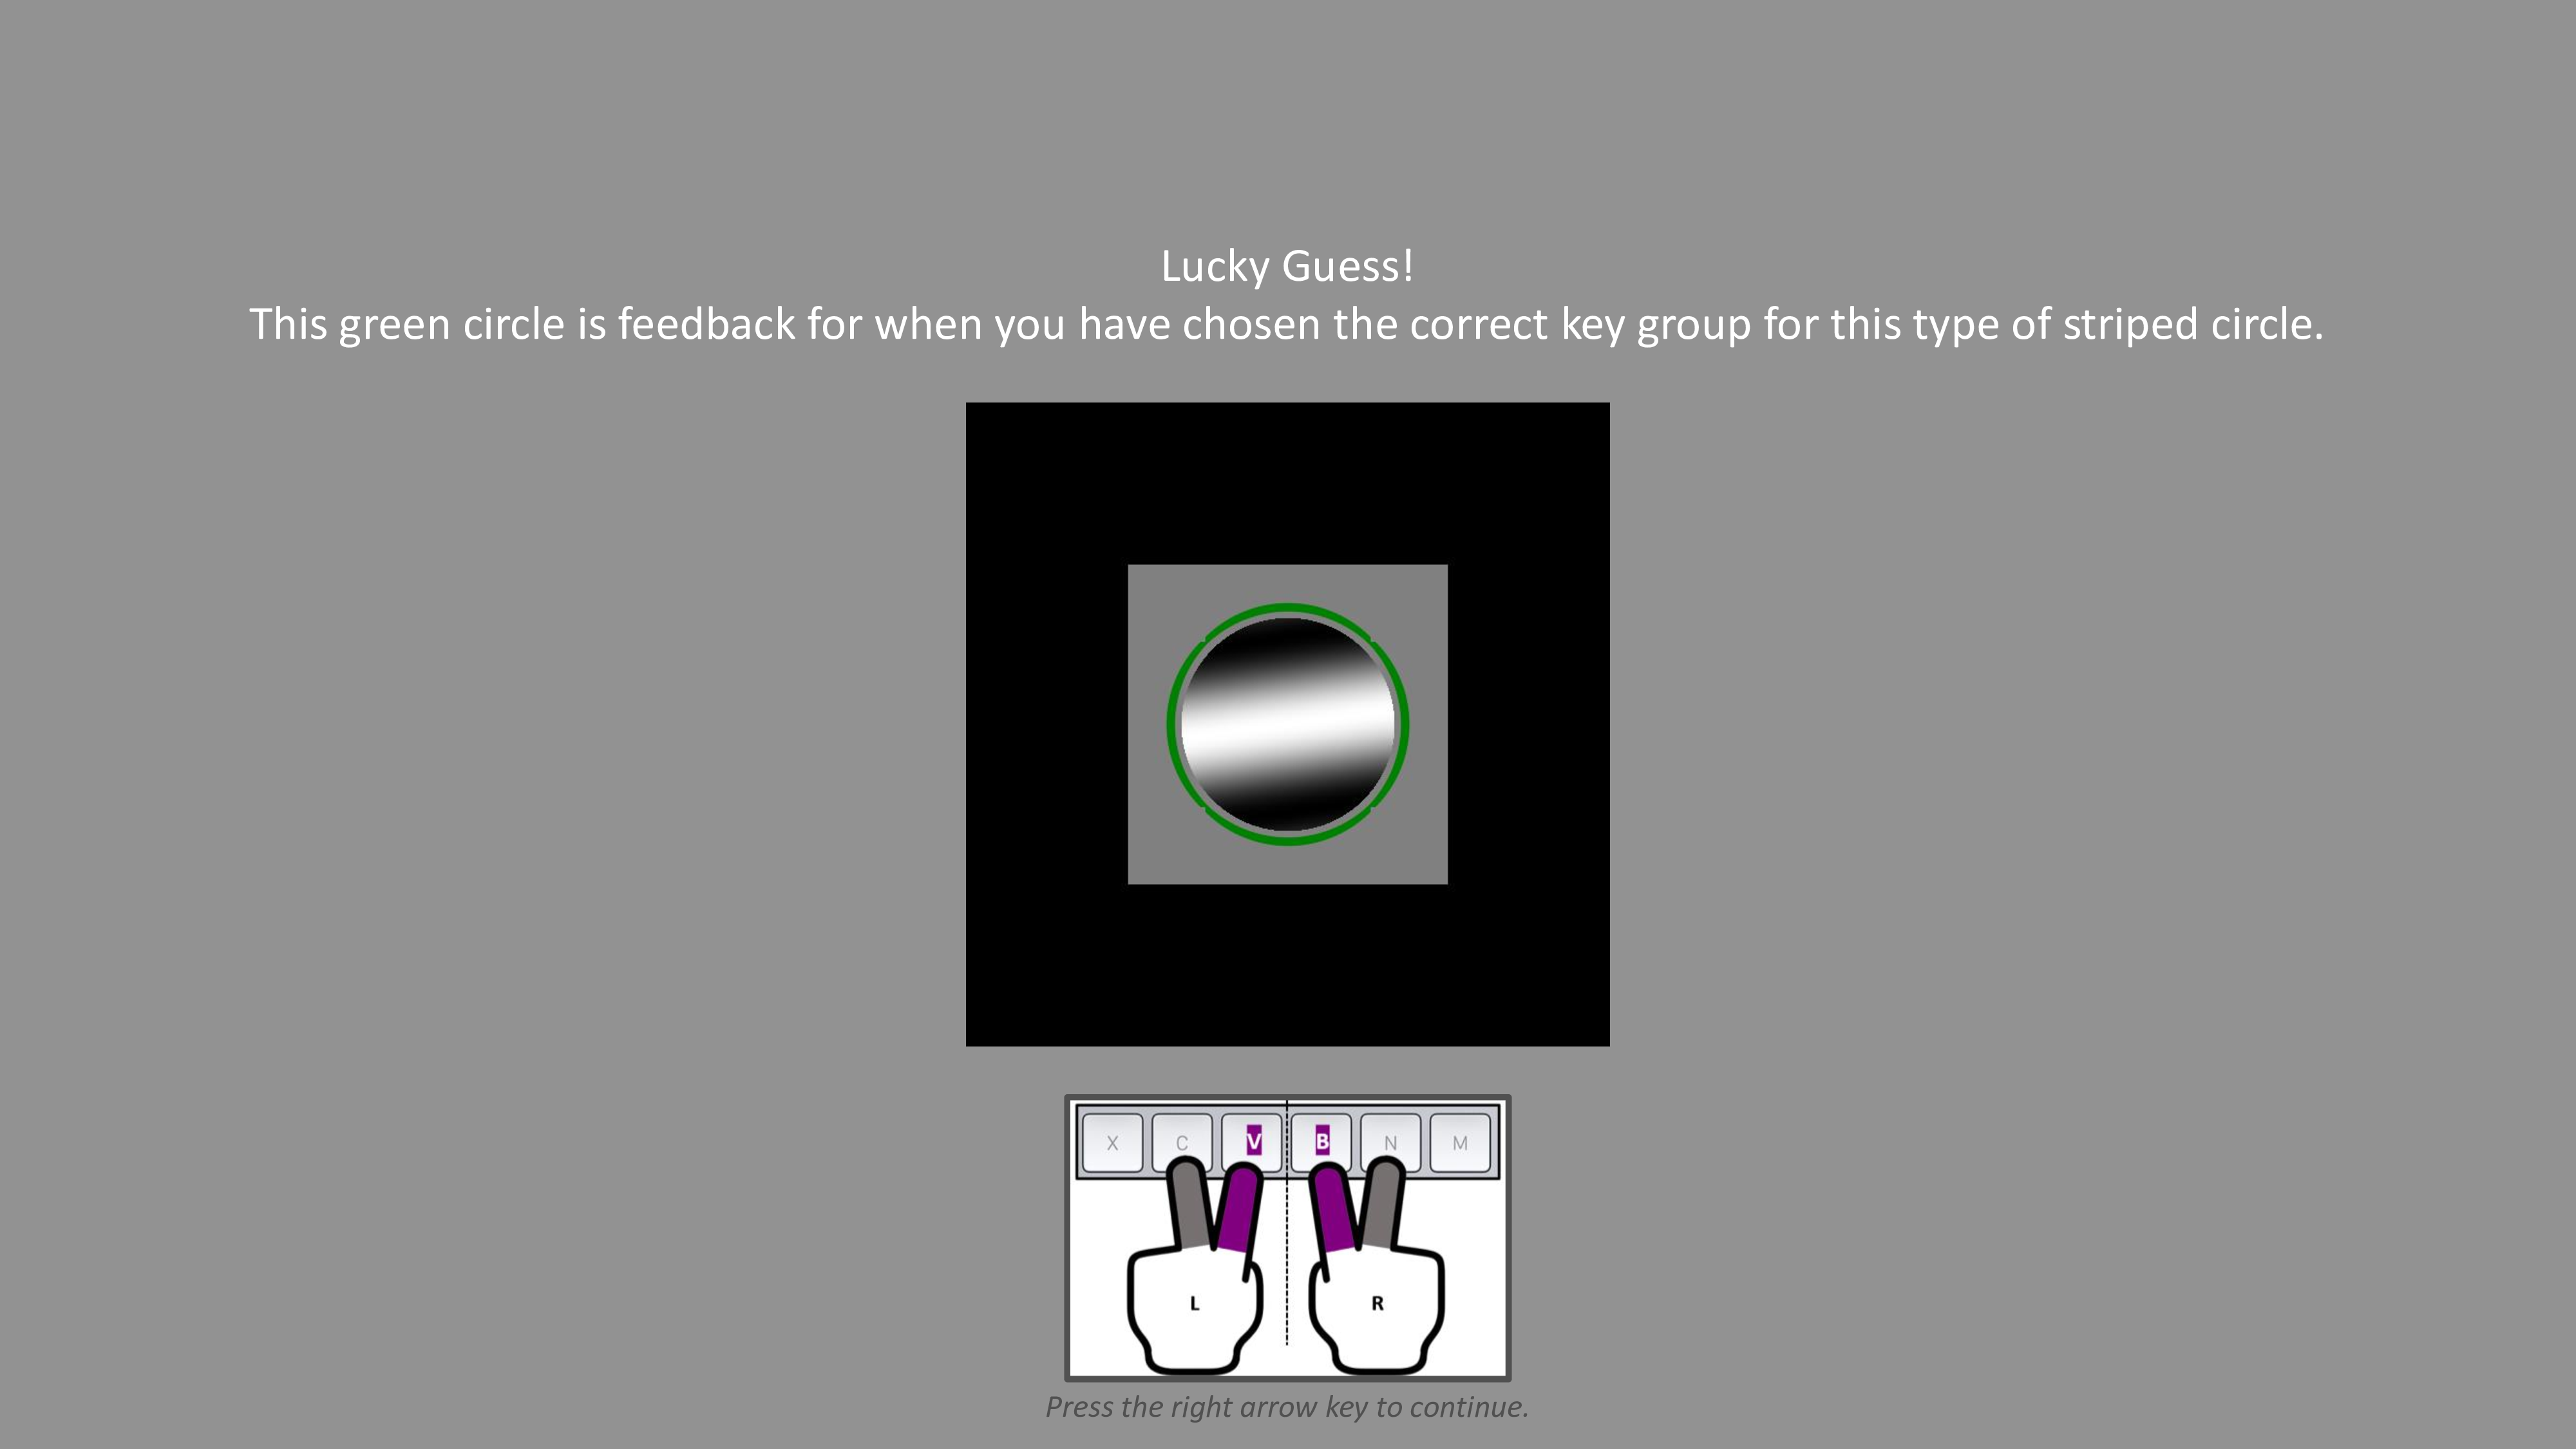 Lucky Guess!
This green circle is feedback for when you have chosen the correct key group for this type of striped circle.
X C V B N M
L R
Press the right arrow key to continue.